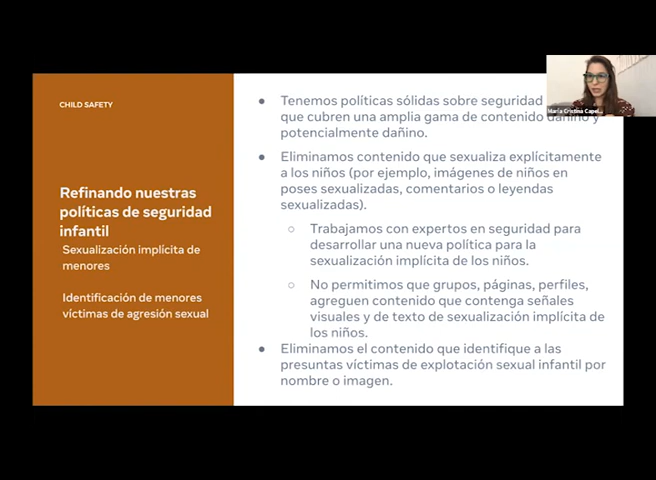 CHILD SAFETY
Refinando nuestras
políticas de seguridad
infantil
Sexualización implícita de
menores
Identificación de menores
víctimas de agresión sexual
• Tenemos políticas sólidas sobre seguridad
que cubren una amplia gama de contenido dañino y
potencialmente dañino.
• Eliminamos contenido que sexualiza explícitamente
a los niños (por ejemplo, imágenes de niños en
poses sexualizadas, comentarios o leyendas
sexualizadas).
○ Trabajamos con expertos en seguridad para
desarrollar una nueva política para la
sexualización implícita de los niños.
○ No permitimos que grupos, páginas, perfiles,
agreguen contenido que contenga señales
visuales y de texto de sexualización implícita de
los niños.
• Eliminamos el contenido que identifique a las
presuntas víctimas de explotación sexual infantil por
nombre o imagen.
María Cristina Capel...